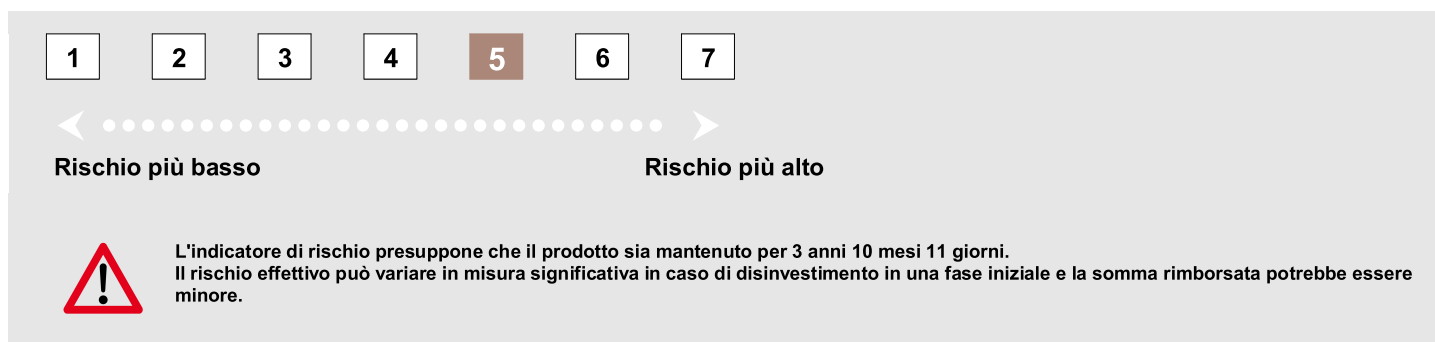 1 2 3 4 5 6 7
Rischio più basso Rischio più alto
L'indicatore di rischio presuppone che il prodotto sia mantenuto per 3 anni 10 mesi 11 giorni.
Il rischio effettivo può variare in misura significativa in caso di disinvestimento in una fase iniziale e la somma rimborsata potrebbe essere
minore.